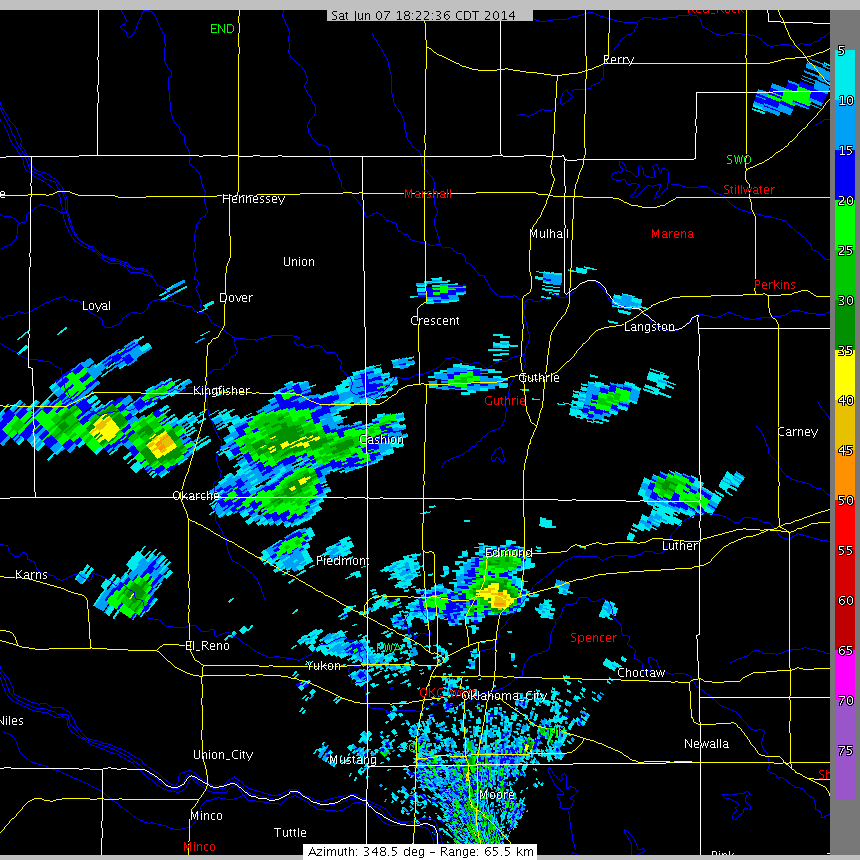 Red_Rock
Sat Jun 07 18:22:36 CDT 2014
END
Perry
5
10
15
SWO
Stillwater
Marshall
Hennessey
20
Mulhall
Marena
25
Union
Perkins
Dover
30
Loyal
Crescent
Langston
35
Guthrie
Kingfisher
Guthrie
40
Carney
Cashion
45
Okarche
50
Luther
Edmond
55
Piedmont
Karns
60
Spencer
El_Reno
PWA
65
Yukon
Choctaw
Oklahoma_City
70
Niles
Newalla
75
Union_City
Mustang
Moore
Minco
Tuttle
Minco
Azimuth: 348.5 deg – Range: 65.5 km